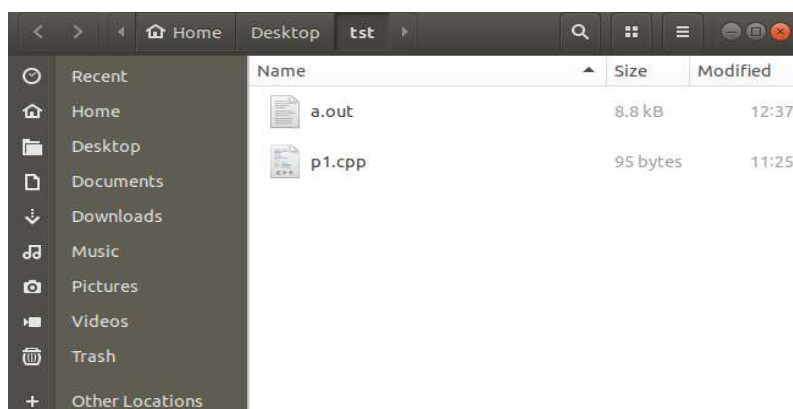 Home Desktop tst
Recent
Home
Desktop
Documents
Downloads
Music
Pictures
Videos
Trash
Other Locations
Name Size Modified
a.out 8.8 kB 12:37
p1.cpp 95 bytes 11:25
C++